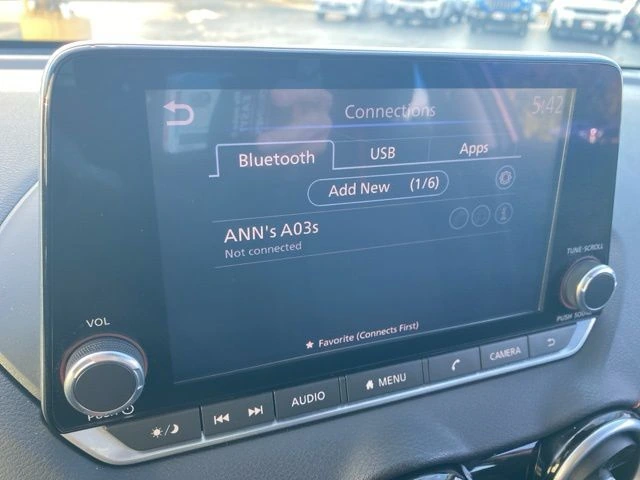 Connections
5:42
Bluetooth
USB
Apps
Add New (1/6)
ANN's A03s
Not connected
★ Favorite (Connects First)
TUNE·SCROLL
PUSH SOUND
VOL
PUSH
AUDIO
MENU
CAMERA